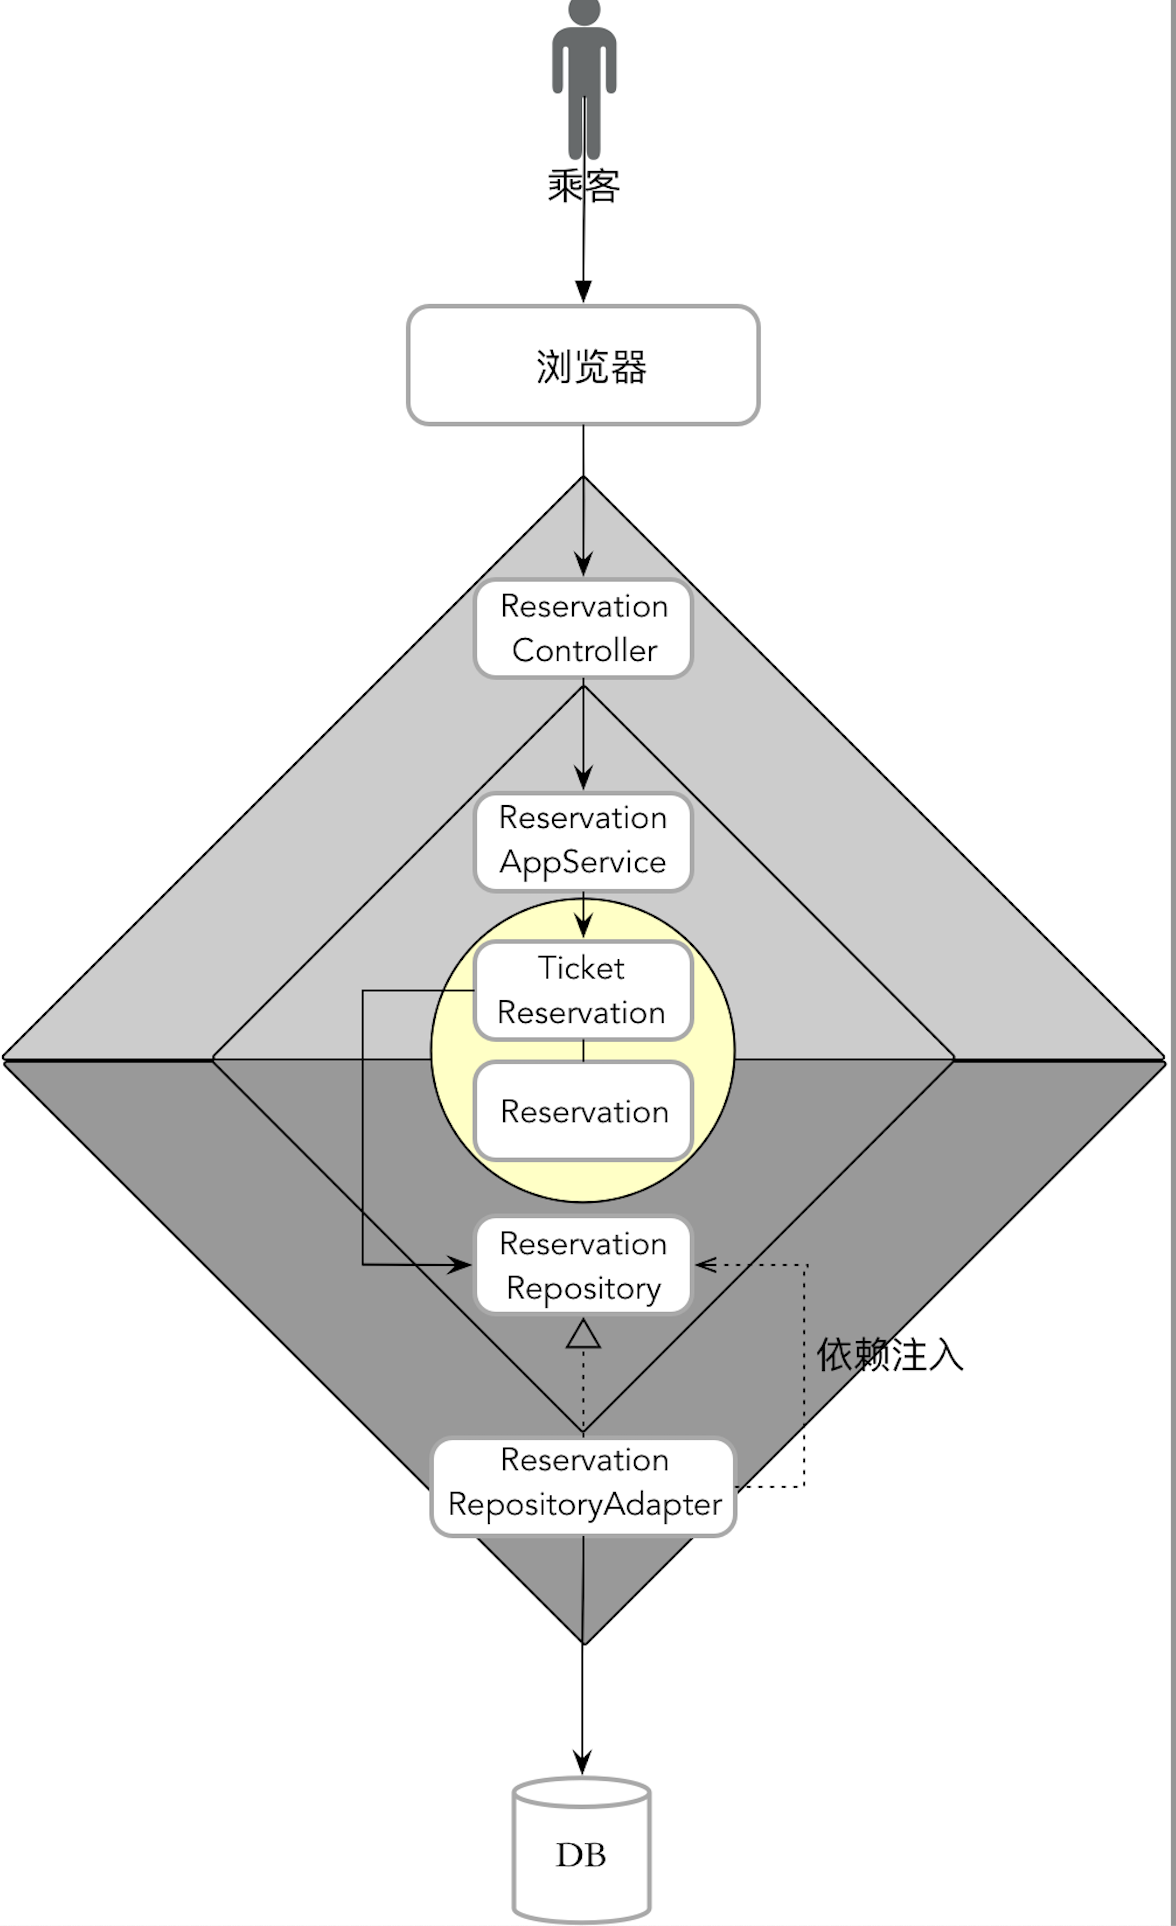 乘客
浏览器
Reservation
Controller
Reservation
AppService
Ticket
Reservation
Reservation
Reservation
Repository
依赖注入
Reservation
RepositoryAdapter
DB